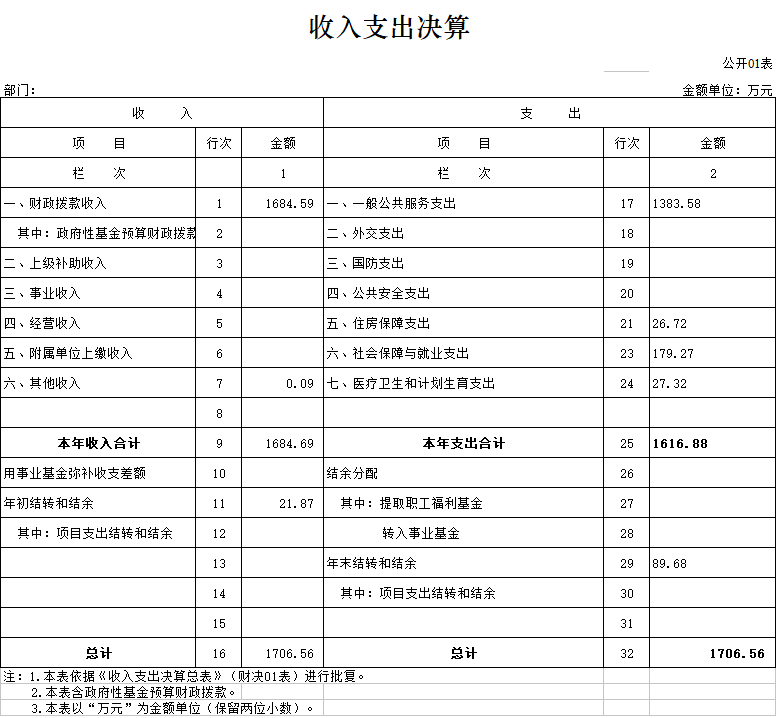 收入支出决算
公开01表
部门： 金额单位：万元
收 入 支 出
项 目 行次 金额 项 目 行次 金额
栏 次 1 栏 次 2
一、财政拨款收入 1 1684.59 一、一般公共服务支出 17 1383.58
其中：政府性基金预算财政拨款 2 二、外交支出 18
二、上级补助收入 3 三、国防支出 19
三、事业收入 4 四、公共安全支出 20
四、经营收入 5 五、住房保障支出 21 26.72
五、附属单位上缴收入 6 六、社会保障与就业支出 23 179.27
六、其他收入 7 0.09 七、医疗卫生和计划生育支出 24 27.32
8
本年收入合计 9 1684.69 本年支出合计 25 1616.88
用事业基金弥补收支差额 10 结余分配 26
年初结转和结余 11 21.87 其中：提取职工福利基金 27
其中：项目支出结转和结余 12 转入事业基金 28
13 年末结转和结余 29 89.68
14 其中：项目支出结转和结余 30
15 31
总计 16 1706.56 总计 32 1706.56
注：1.本表依据《收入支出决算总表》（财决01表）进行批复。
2.本表含政府性基金预算财政拨款。
3.本表以“万元”为金额单位（保留两位小数）。